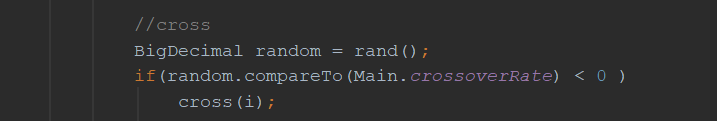 //cross
BigDecimal random = rand();
if(random.compareTo(Main.crossoverRate) < 0 )
cross(i);